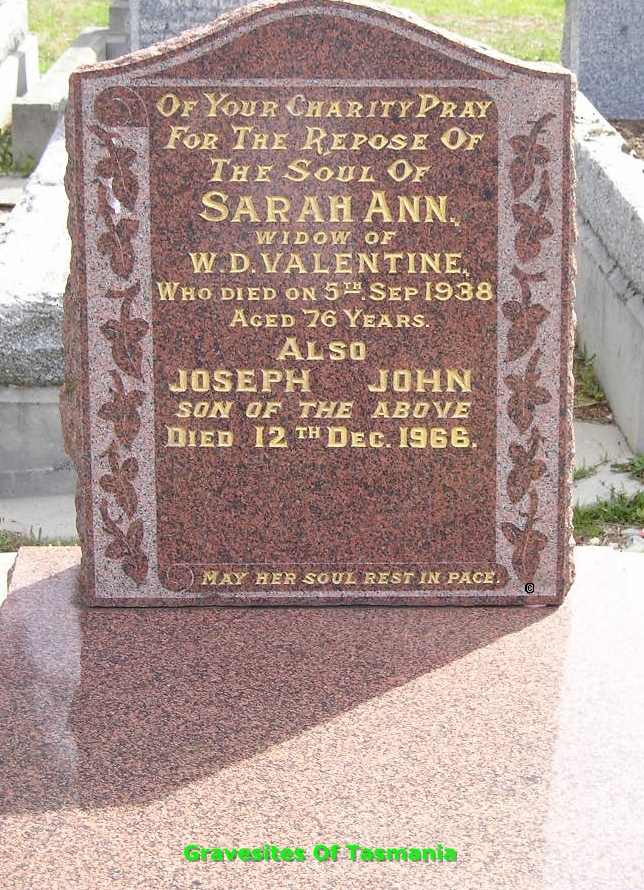 OF YOUR CHARITY PRAY
FOR THE REPOSE OF
THE SOUL OF
SARAH ANN,
WIDOW OF
W.D. VALENTINE,
WHO DIED ON 5TH. SEP 1938
AGED 76 YEARS.
ALSO
JOSEPH JOHN
SON OF THE ABOVE
DIED 12TH DEC. 1966.
MAY HER SOUL REST IN PACE.
©
Gravesites Of Tasmania